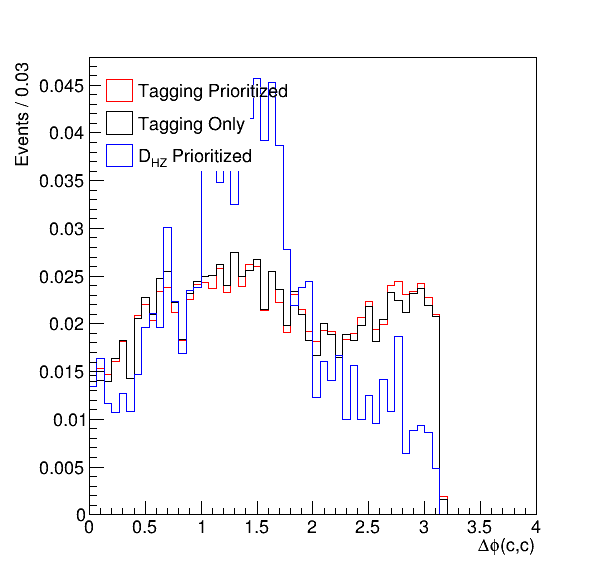 Events / 0.03
0.045
0.04
0.035
0.03
0.025
0.02
0.015
0.01
0.005
0
Tagging Prioritized
Tagging Only
D_HZ Prioritized
0 0.5 1 1.5 2 2.5 3 3.5 4
Δϕ(c,c)